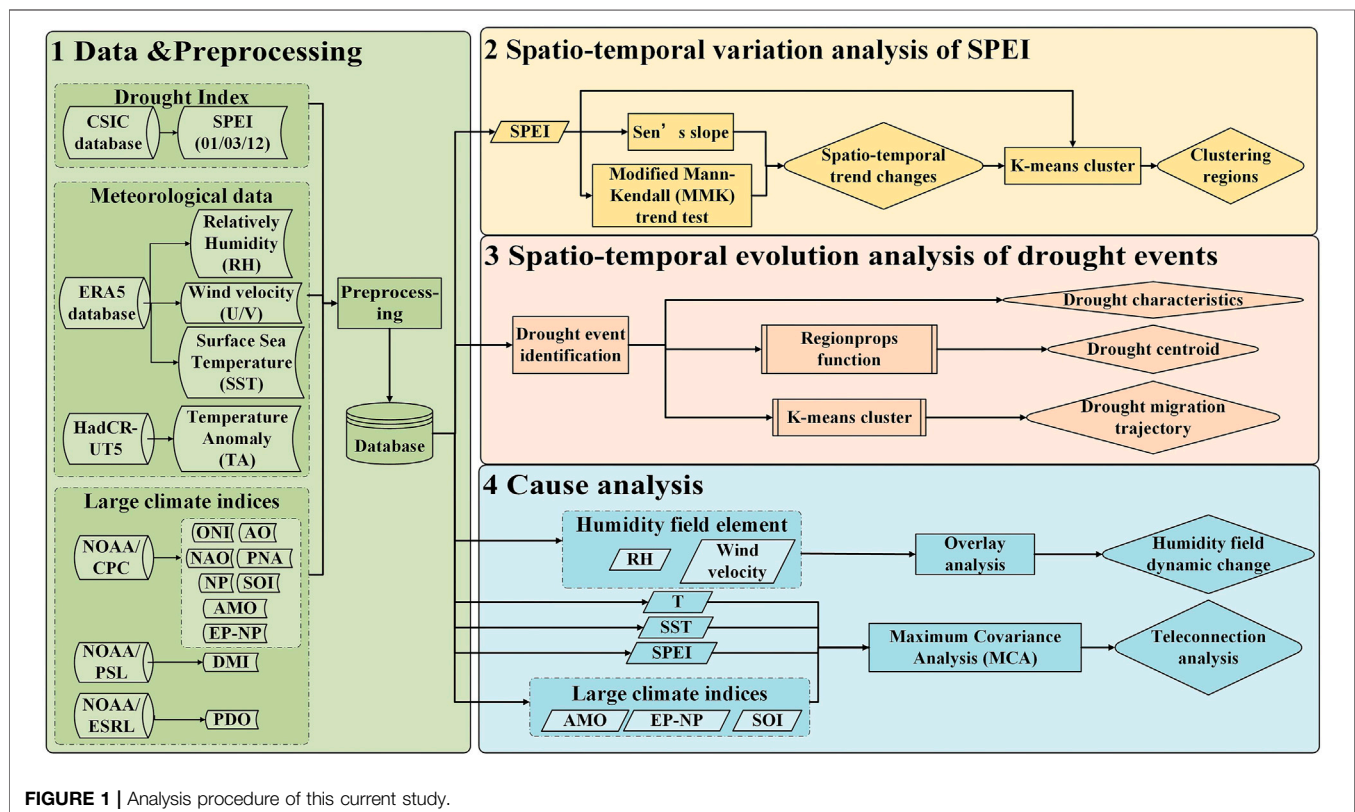 1 Data &Preprocessing
Drought Index
CSIC
database
SPEI
(01/03/12)
Meteorological data
Relatively
Humidity
(RH)
ERA5
database
Wind velocity
(U/V)
Surface Sea
Temperature
(SST)
HadCR-
UT5
Temperature
Anomaly
(TA)
Large climate indices
NOAA/
CPC
ONI
AO
NAO
PNA
NP
SOI
AMO
EP-NP
NOAA/
PSL
DMI
NOAA/
ESRL
PDO
Preprocess-
ing
Database
2 Spatio-temporal variation analysis of SPEI
SPEI
Sen’s slope
Modified Mann-
Kendall (MMK)
trend test
Spatio-temporal
trend changes
K-means cluster
Clustering
regions
3 Spatio-temporal evolution analysis of drought events
Drought event
identification
Drought characteristics
Regionprops
function
Drought centroid
K-means cluster
Drought migration
trajectory
4 Cause analysis
Humidity field element
RH
Wind
velocity
Overlay
analysis
Humidity field
dynamic change
T
SST
SPEI
Large climate indices
AMO
EP-NP
SOI
Maximum Covariance
Analysis (MCA)
Teleconnection
analysis
FIGURE 1 | Analysis procedure of this current study.